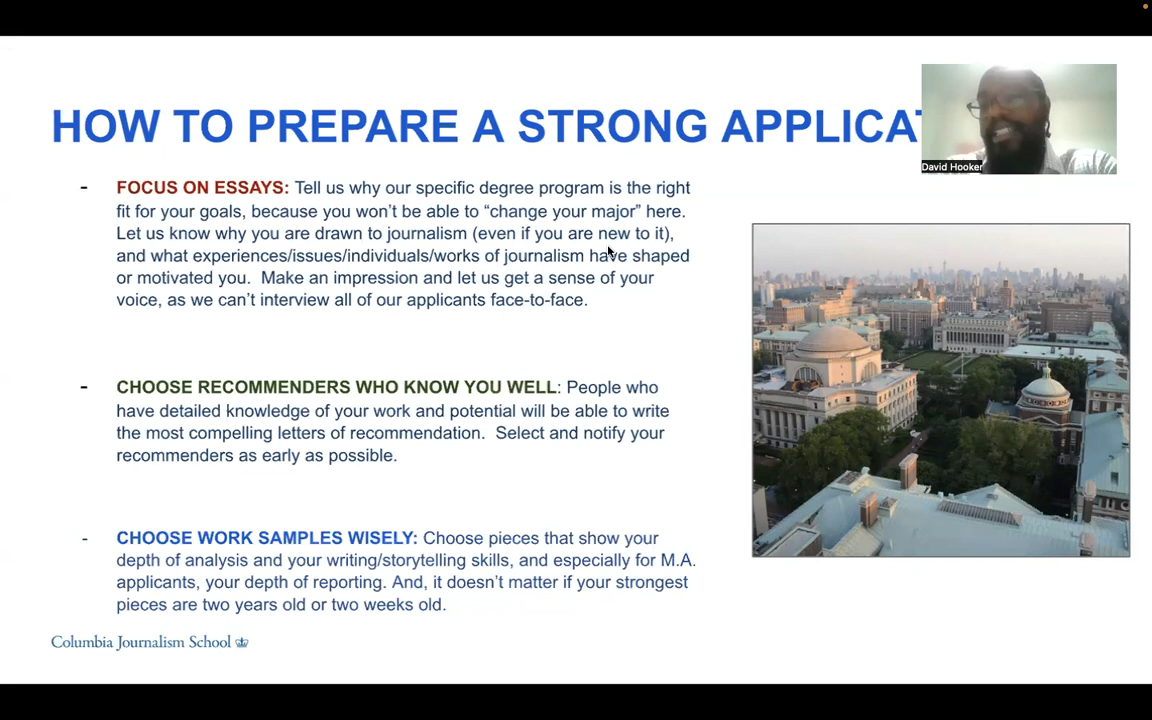 HOW TO PREPARE A STRONG APPLICAT
David Hooker
- FOCUS ON ESSAYS: Tell us why our specific degree program is the right
fit for your goals, because you won’t be able to “change your major” here.
Let us know why you are drawn to journalism (even if you are new to it),
and what experiences/issues/individuals/works of journalism have shaped
or motivated you. Make an impression and let us get a sense of your
voice, as we can’t interview all of our applicants face-to-face.
- CHOOSE RECOMMENDERS WHO KNOW YOU WELL: People who
have detailed knowledge of your work and potential will be able to write
the most compelling letters of recommendation. Select and notify your
recommenders as early as possible.
- CHOOSE WORK SAMPLES WISELY: Choose pieces that show your
depth of analysis and your writing/storytelling skills, and especially for M.A.
applicants, your depth of reporting. And, it doesn’t matter if your strongest
pieces are two years old or two weeks old.
Columbia Journalism School